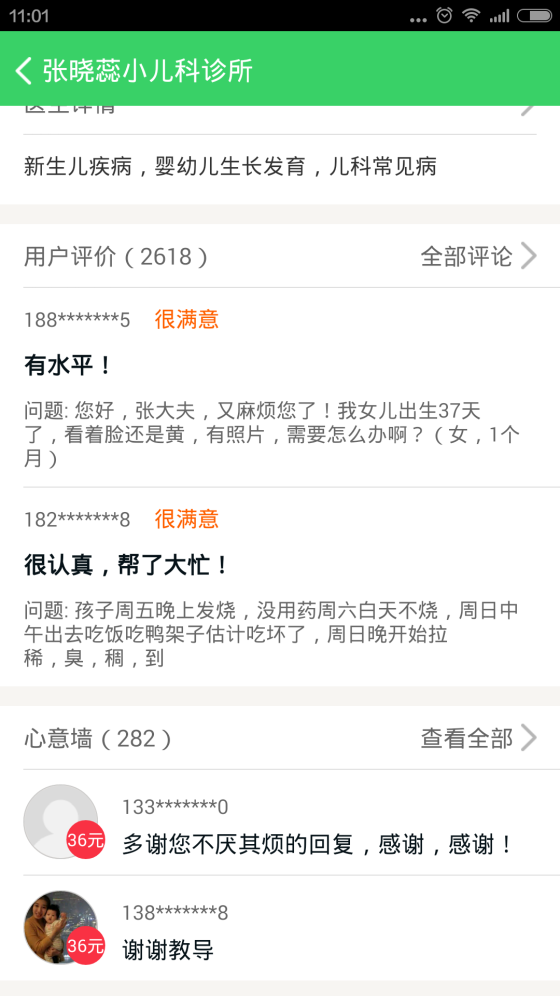 11:01
张晓蕊小儿科诊所
医生详情
新生儿疾病，婴幼儿生长发育，儿科常见病
用户评价（2618） 全部评论
188*******5 很满意
有水平！
问题: 您好，张大夫，又麻烦您了！我女儿出生37天
了，看着脸还是黄，有照片，需要怎么办啊？（女，1个
月）
182*******8 很满意
很认真，帮了大忙！
问题: 孩子周五晚上发烧，没用药周六白天不烧，周日中
午出去吃饭吃鸭架子估计吃坏了，周日晚开始拉
稀，臭，稠，到
心意墙（282） 查看全部
133*******0
36元
多谢您不厌其烦的回复，感谢，感谢！
138*******8
36元
谢谢教导